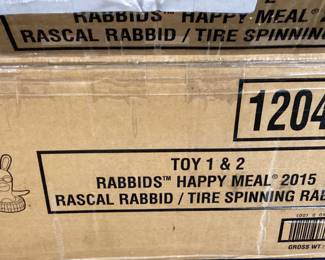 2
RABBIDS™ HAPPY MEAL®
RASCAL RABBID / TIRE SPINNING
1204
TOY 1 & 2
RABBIDS™ HAPPY MEAL® 2015
RASCAL RABBID / TIRE SPINNING RAB
GROSS WT